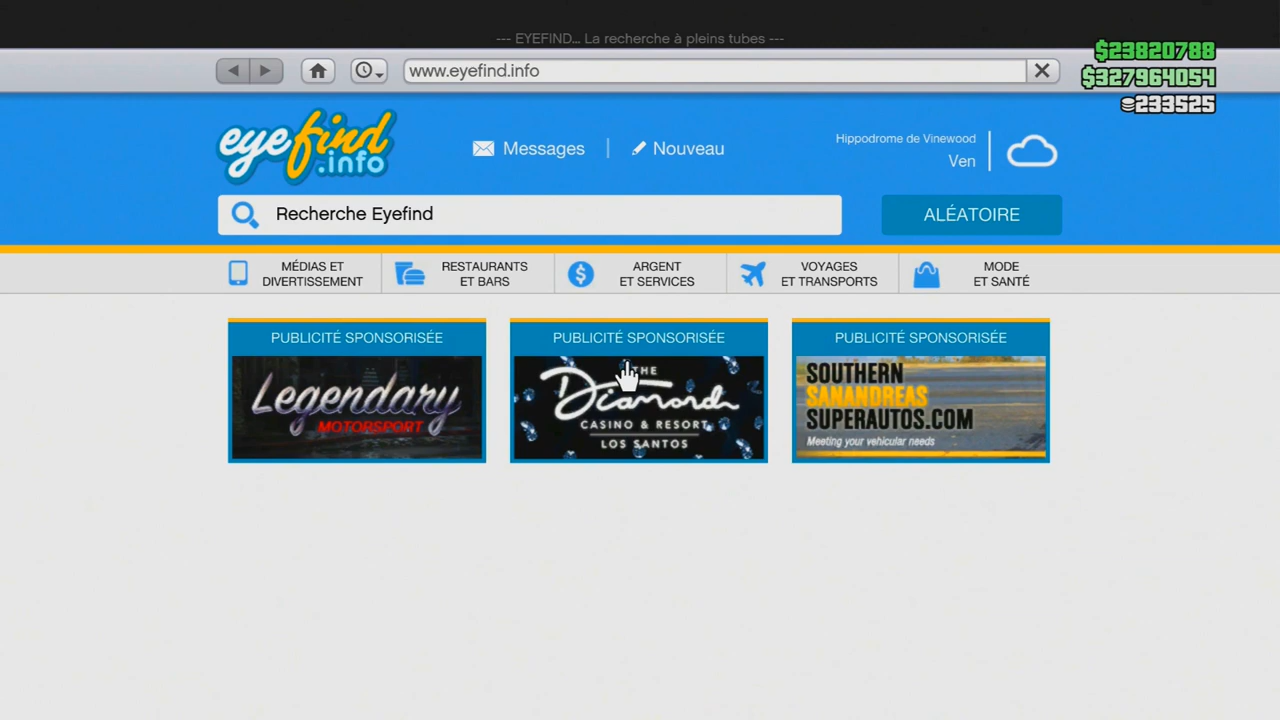 --- EYEFIND... La recherche à pleins tubes ---
www.eyefind.info
$23820788
$327964054
233525
eyefind
.info
Messages
Nouveau
Hippodrome de Vinewood
Ven
Recherche Eyefind
ALÉATOIRE
MÉDIAS ET
DIVERTISSEMENT
RESTAURANTS
ET BARS
ARGENT
ET SERVICES
VOYAGES
ET TRANSPORTS
MODE
ET SANTÉ
PUBLICITÉ SPONSORISÉE
Legendary
MOTORSPORT
PUBLICITÉ SPONSORISÉE
THE
Diamond
CASINO & RESORT
LOS SANTOS
PUBLICITÉ SPONSORISÉE
SOUTHERN
SANANDREAS
SUPERAUTOS.COM
Meeting your vehicular needs